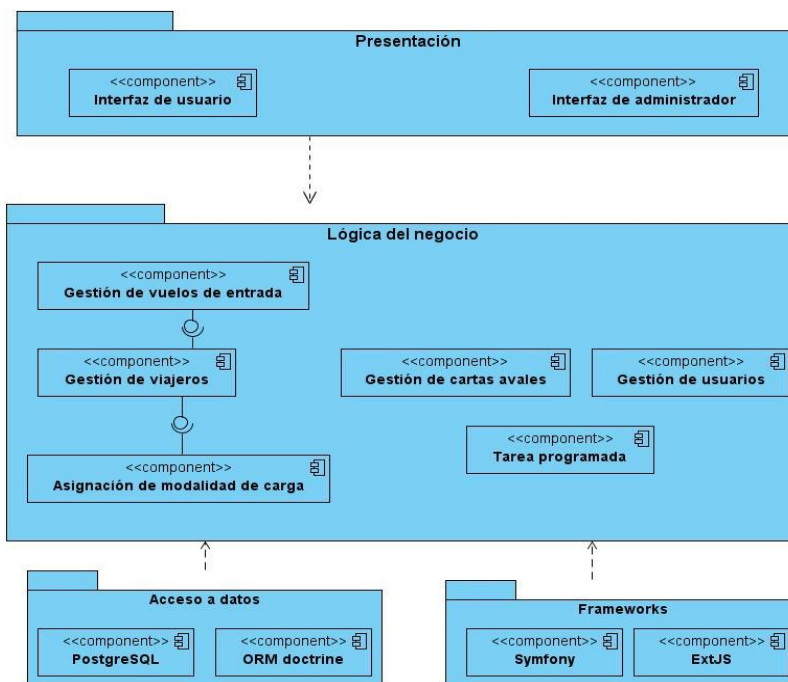 Presentación
<<component>>
Interfaz de usuario
<<component>>
Interfaz de administrador
Lógica del negocio
<<component>>
Gestión de vuelos de entrada
<<component>>
Gestión de viajeros
<<component>>
Gestión de cartas avales
<<component>>
Gestión de usuarios
<<component>>
Asignación de modalidad de carga
<<component>>
Tarea programada
Acceso a datos
<<component>>
PostgreSQL
<<component>>
ORM doctrine
Frameworks
<<component>>
Symfony
<<component>>
ExtJS